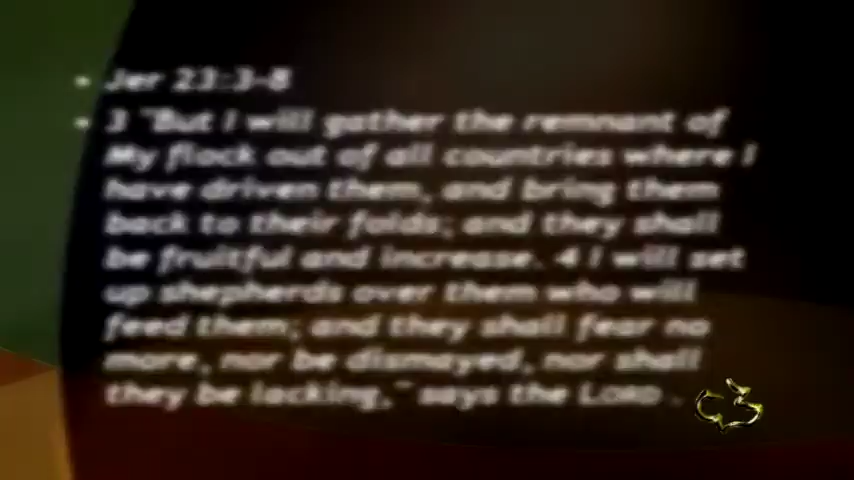 • Jer 23:3-8
• 3 "But I will gather the remnant of
My flock out of all countries where I
have driven them, and bring them
back to their folds; and they shall
be fruitful and increase. 4 I will set
up shepherds over them who will
feed them; and they shall fear no
more, nor be dismayed, nor shall
they be lacking," says the LORD .